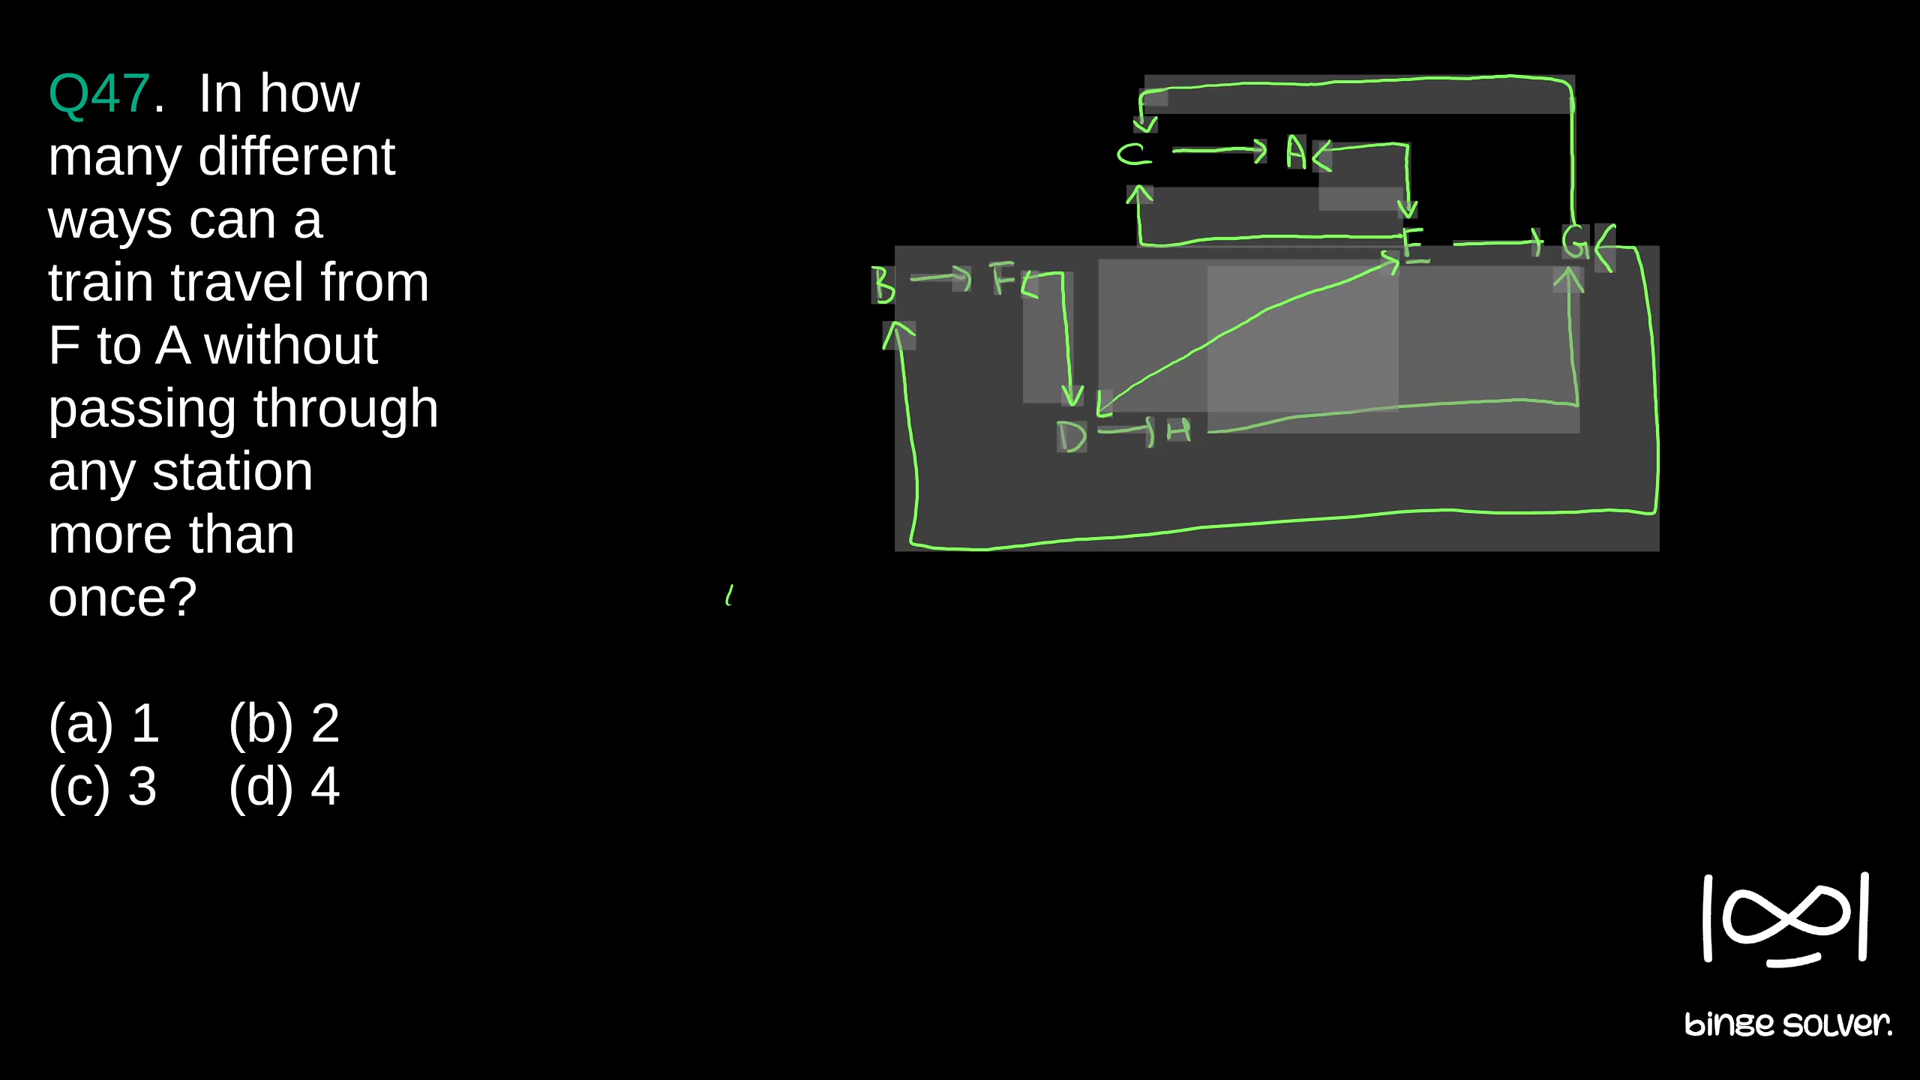 Q47. In how
many different
ways can a
train travel from
F to A without
passing through
any station
more than
once?
(a) 1 (b) 2
(c) 3 (d) 4
C A
E G
B F
D H
binge solver.